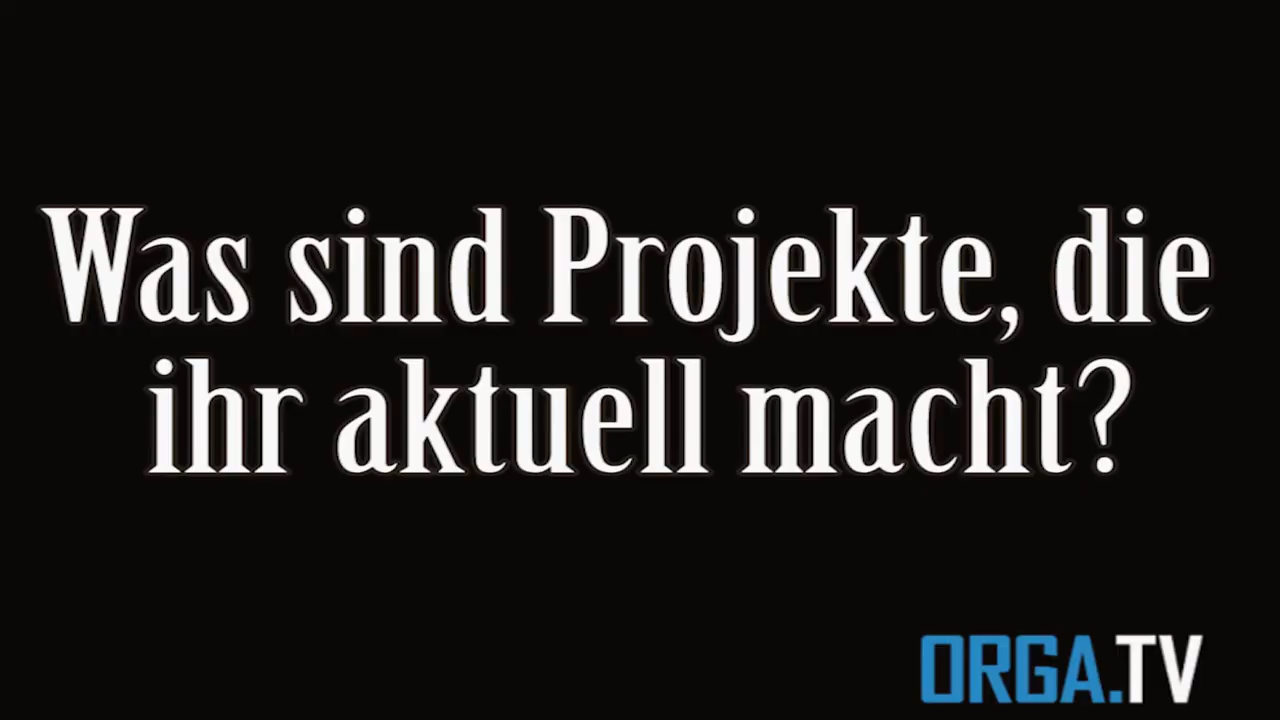 Was sind Projekte, die
ihr aktuell macht?
ORGA.TV